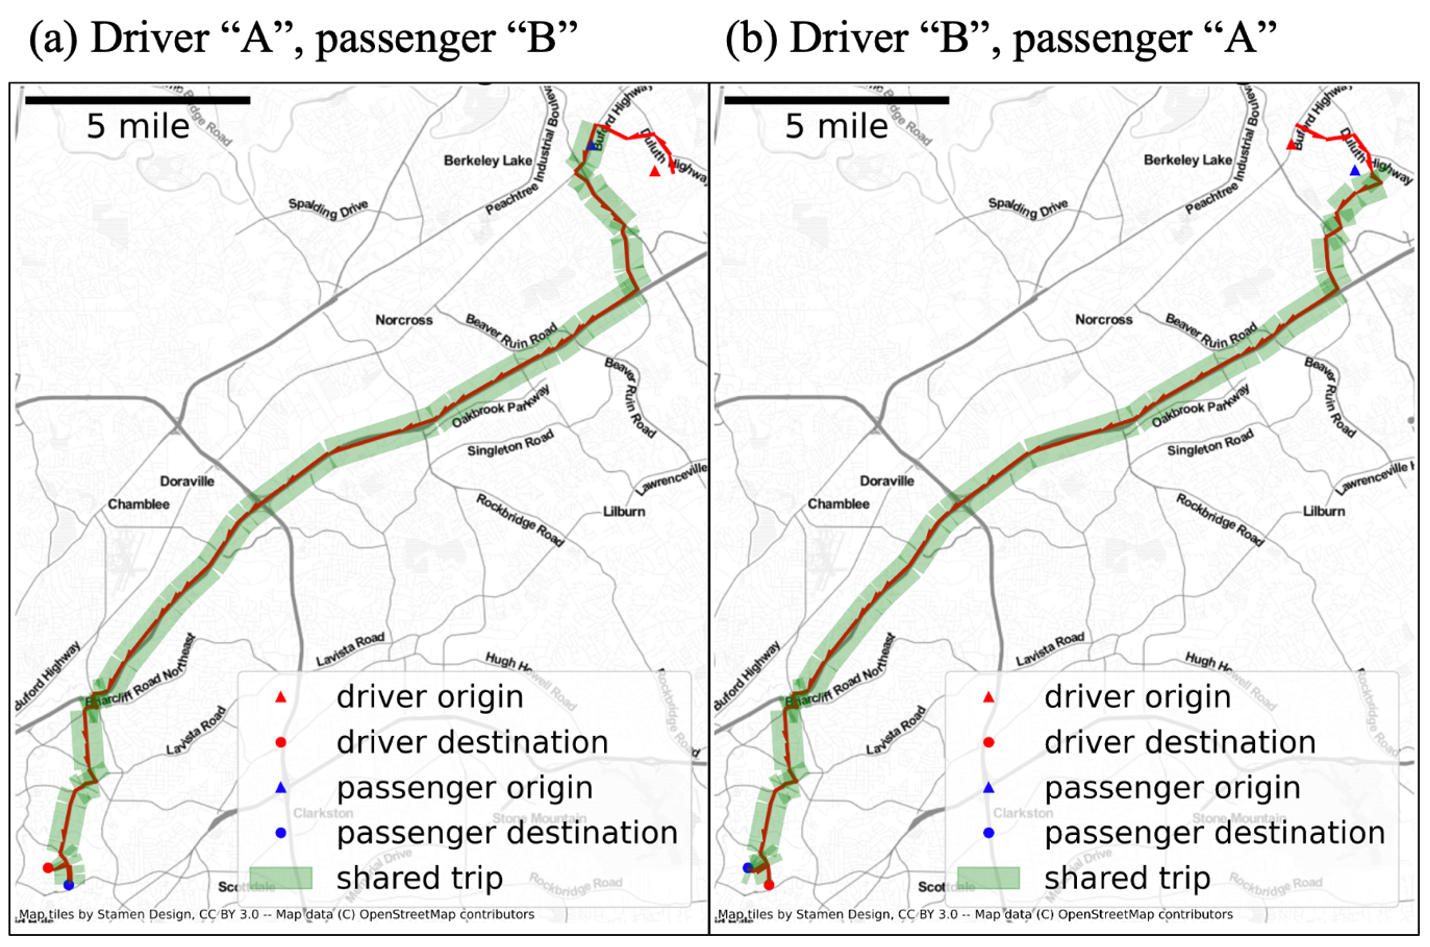 (a) Driver “A”, passenger “B”
(b) Driver “B”, passenger “A”
5 mile
Buford Highway
Duluth Highway
Berkeley Lake
Peachtree Industrial Boulev
Spalding Drive
Norcross
Beaver Ruin Road
Beaver Ruin Road
Oakbrook Parkway
Singleton Road
Lawrenceville
Doraville
Chamblee
Rockbridge Road
Lilburn
Buford Highway
Briarcliff Road Northeast
Lavista Road
Lavista Road
Hugh Howell Road
Rockbridge Road
driver origin
driver destination
passenger origin
Clarkston
Stone Mountain
passenger destination
shared trip
Scottdale
Rockbridge Road
Map tiles by Stamen Design, CC BY 3.0 -- Map data (C) OpenStreetMap contributors
5 mile
Buford Highway
Duluth Highway
Berkeley Lake
Peachtree Industrial Boulev
Spalding Drive
Norcross
Beaver Ruin Road
Beaver Ruin Road
Oakbrook Parkway
Singleton Road
Lawrenceville
Doraville
Chamblee
Rockbridge Road
Lilburn
Buford Highway
Briarcliff Road Northeast
Lavista Road
Lavista Road
Hugh Howell Road
Rockbridge Road
driver origin
driver destination
passenger origin
Clarkston
Stone Mountain
passenger destination
shared trip
Scottdale
Rockbridge Road
Map tiles by Stamen Design, CC BY 3.0 -- Map data (C) OpenStreetMap contributors